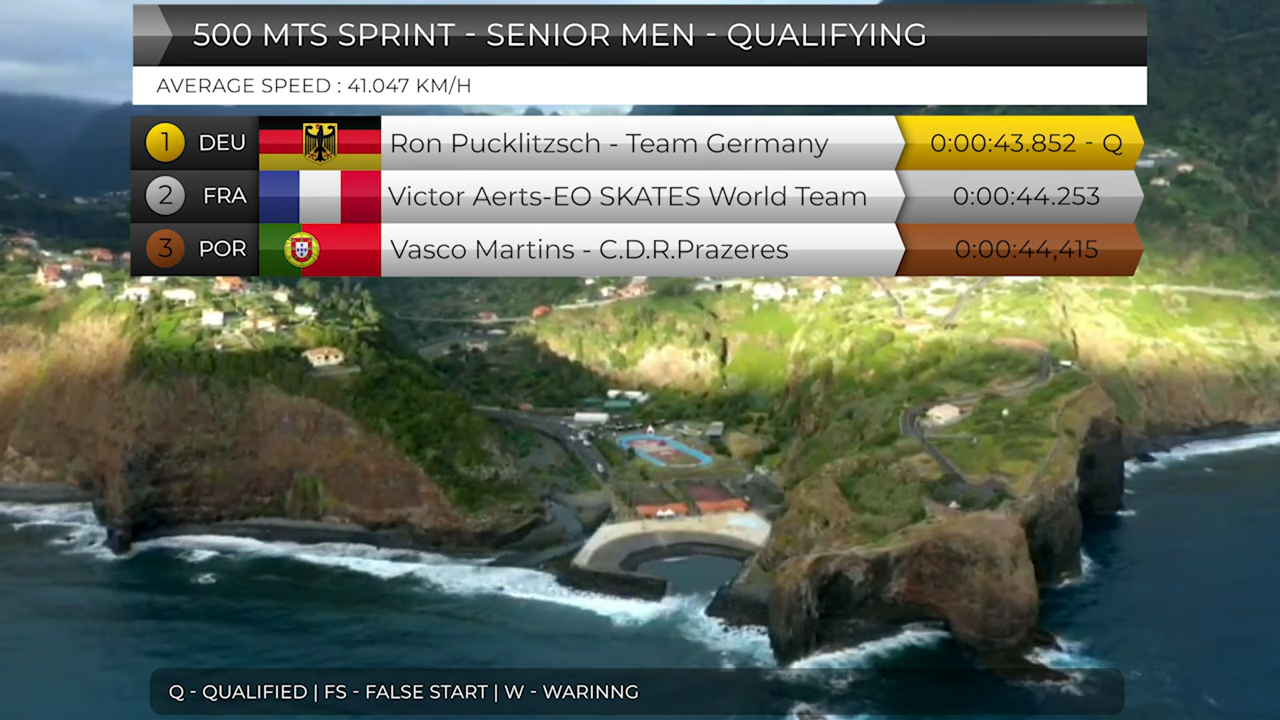 500 MTS SPRINT - SENIOR MEN - QUALIFYING
AVERAGE SPEED : 41.047 KM/H
1 DEU Ron Pucklitzsch - Team Germany 0:00:43.852 - Q
2 FRA Victor Aerts-EO SKATES World Team 0:00:44.253
3 POR Vasco Martins - C.D.R.Prazeres 0:00:44,415
Q - QUALIFIED | FS - FALSE START | W - WARINNG